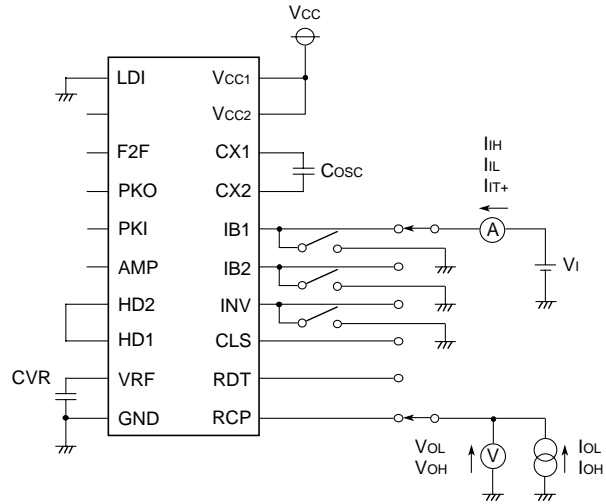 VCC
LDI
VCC1
VCC2
F2F
CX1
COSC
PKO
CX2
IIH
IIL
IIT+
PKI
IB1
A
AMP
IB2
VI
HD2
INV
HD1
CLS
CVR
VRF
RDT
GND
RCP
VOL
VOH
V
IOL
IOH